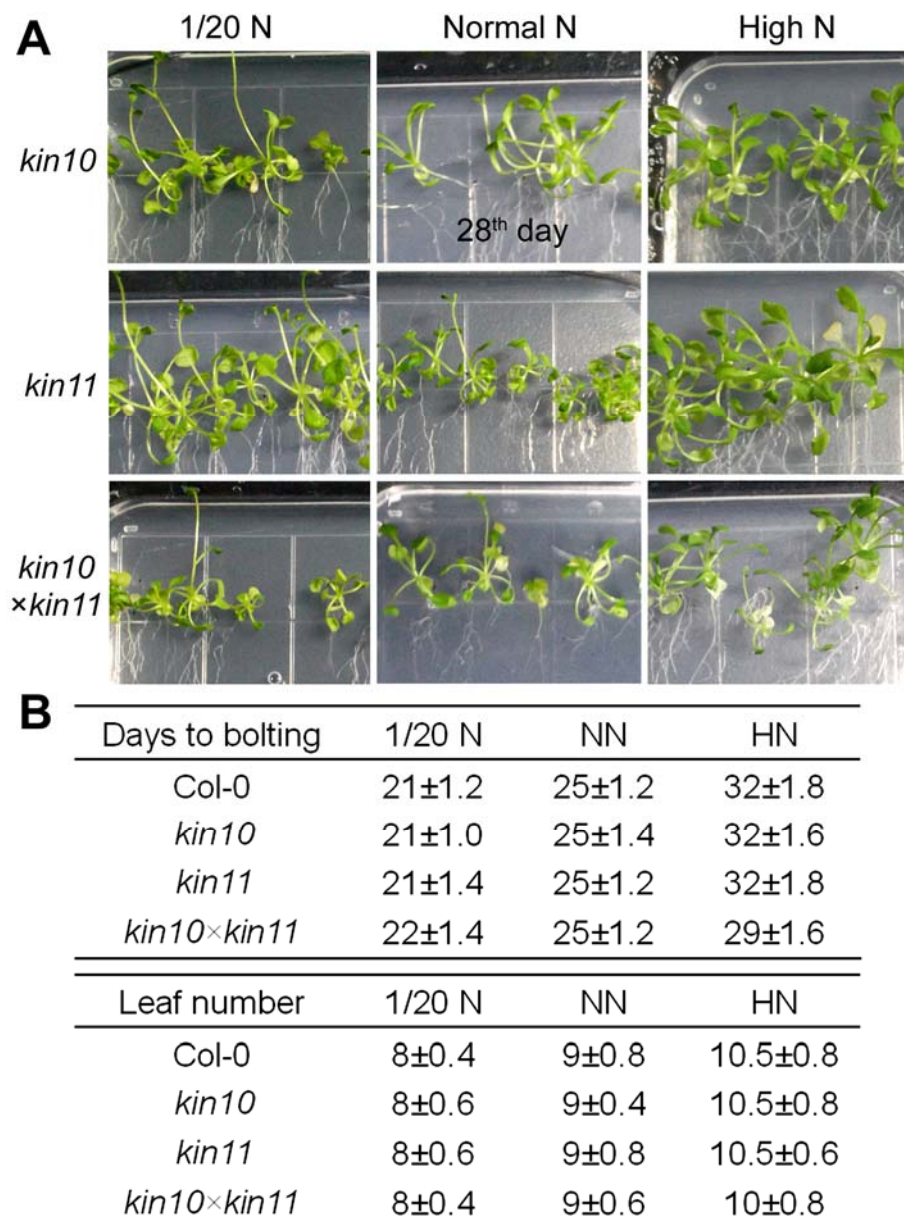 A
1/20 N Normal N High N
kin10
28th day
kin11
kin10
×kin11
B
Days to bolting 1/20 N NN HN
Col-0 21±1.2 25±1.2 32±1.8
kin10 21±1.0 25±1.4 32±1.6
kin11 21±1.4 25±1.2 32±1.8
kin10×kin11 22±1.4 25±1.2 29±1.6
Leaf number 1/20 N NN HN
Col-0 8±0.4 9±0.8 10.5±0.8
kin10 8±0.6 9±0.4 10.5±0.8
kin11 8±0.6 9±0.8 10.5±0.6
kin10×kin11 8±0.4 9±0.6 10±0.8